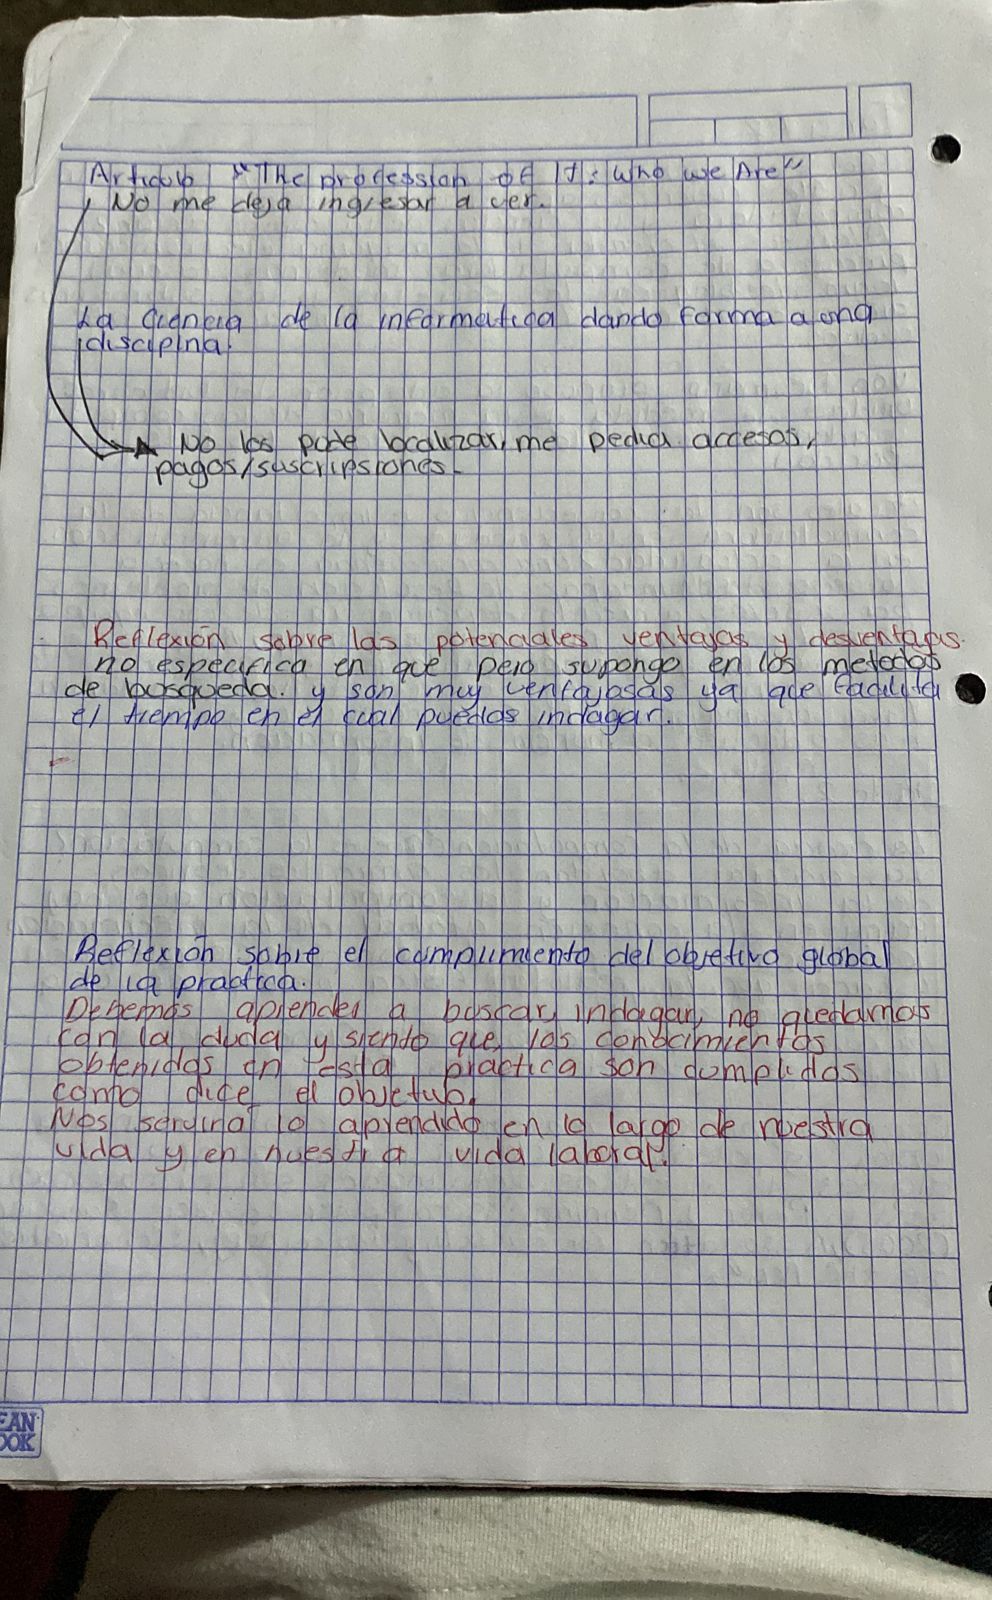 Articulo "The profession of IT: Who we Are"
No me deja ingresar a ver.
La ciencia de la informatica dando forma a una
disciplina.
No los pude localizar, me pedia accesos,
pagos/suscripsiones.
Reflexión sobre las potenciales ventajas y desventajas.
no especifica en que pero supongo en los metodos
de busqueda. y son muy ventajosas ya que facilita
el tiempo en el cual puedas indagar.
Reflexión sobre el cumplimiento del objetivo global
de la practica.
Debemos aprender a buscar, indagar, no quedarnos
con la duda y siento que los conocimientos
obtenidos en esta practica son cumplidos
como dice el objetivo.
Nos servira lo aprendido en lo largo de nuestra
vida y en nuestra vida laboral.
EAN
OOK